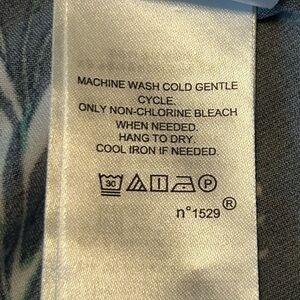 MACHINE WASH COLD GENTLE
CYCLE.
ONLY NON-CHLORINE BLEACH
WHEN NEEDED.
HANG TO DRY.
COOL IRON IF NEEDED.
30 P
n°1529®